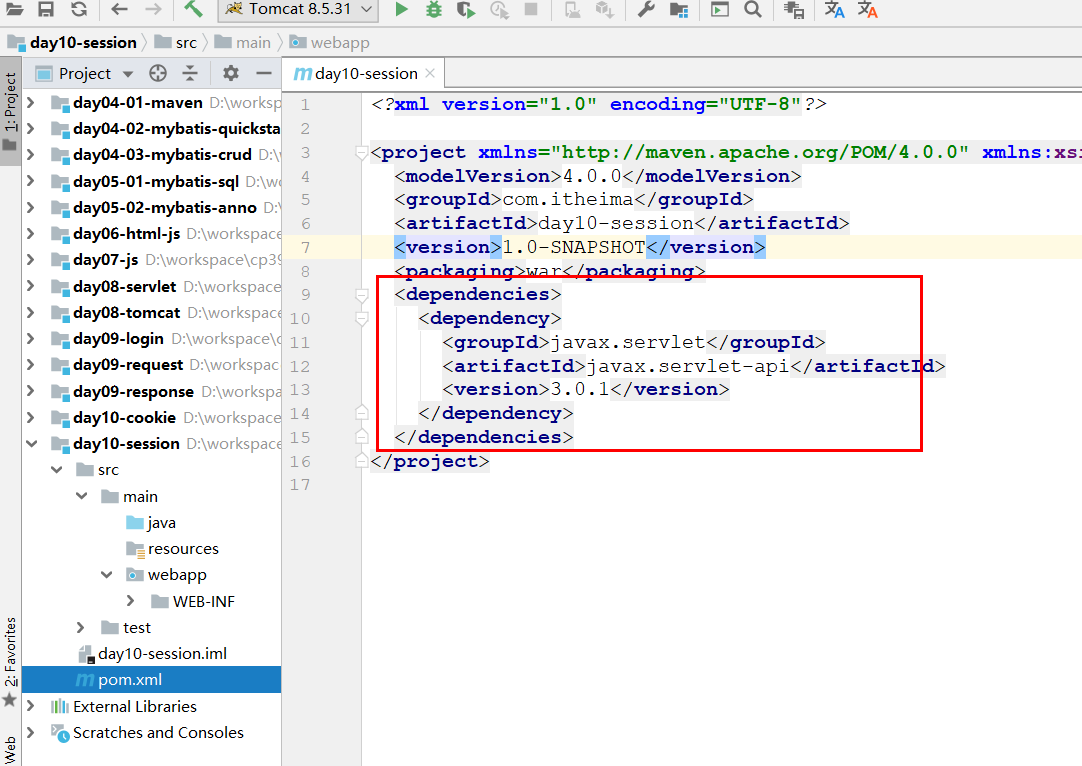 Tomcat 8.5.31
day10-session
src
main
webapp
1: Project
2: Favorites
Web
Project
day04-01-maven D:\worksp
day04-02-mybatis-quicksta
day04-03-mybatis-crud D:\
day05-01-mybatis-sql D:\wo
day05-02-mybatis-anno D:
day06-html-js D:\workspace
day07-js D:\workspace\cp39
day08-servlet D:\workspace
day08-tomcat D:\workspace
day09-login D:\workspace\c
day09-request D:\workspac
day09-response D:\workspa
day10-cookie D:\workspace
day10-session D:\workspace
src
main
java
resources
webapp
WEB-INF
test
day10-session.iml
pom.xml
External Libraries
Scratches and Consoles
day10-session
1 <?xml version="1.0" encoding="UTF-8"?>
2
3 <project xmlns="http://maven.apache.org/POM/4.0.0" xmlns:xsi
4 <modelVersion>4.0.0</modelVersion>
5 <groupId>com.itheima</groupId>
6 <artifactId>day10-session</artifactId>
7 <version>1.0-SNAPSHOT</version>
8 <packaging>war</packaging>
9 <dependencies>
10 <dependency>
11 <groupId>javax.servlet</groupId>
12 <artifactId>javax.servlet-api</artifactId>
13 <version>3.0.1</version>
14 </dependency>
15 </dependencies>
16 </project>
17